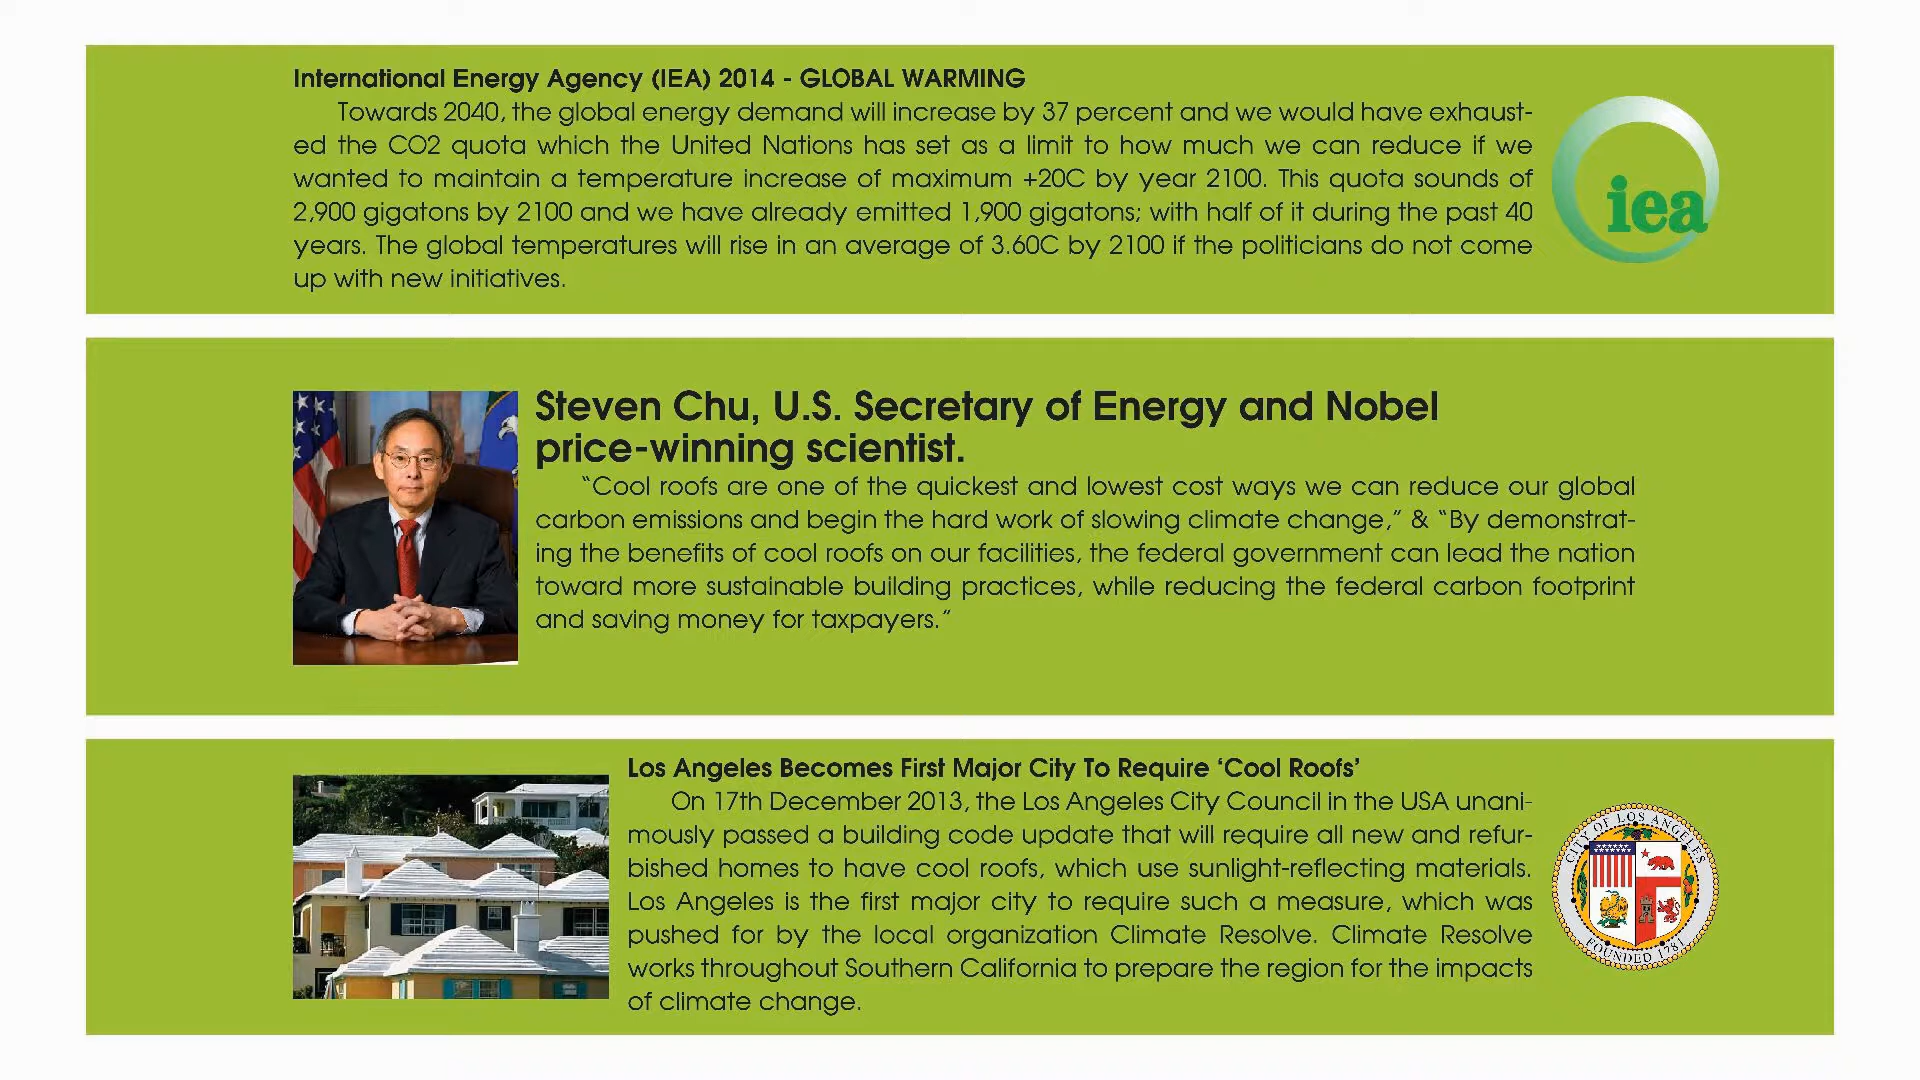 International Energy Agency (IEA) 2014 - GLOBAL WARMING
Towards 2040, the global energy demand will increase by 37 percent and we would have exhaust-
ed the CO2 quota which the United Nations has set as a limit to how much we can reduce if we
wanted to maintain a temperature increase of maximum +20C by year 2100. This quota sounds of
2,900 gigatons by 2100 and we have already emitted 1,900 gigatons; with half of it during the past 40
years. The global temperatures will rise in an average of 3.60C by 2100 if the politicians do not come
up with new initiatives.
iea
Steven Chu, U.S. Secretary of Energy and Nobel
price-winning scientist.
“Cool roofs are one of the quickest and lowest cost ways we can reduce our global
carbon emissions and begin the hard work of slowing climate change,” & “By demonstrat-
ing the benefits of cool roofs on our facilities, the federal government can lead the nation
toward more sustainable building practices, while reducing the federal carbon footprint
and saving money for taxpayers.”
Los Angeles Becomes First Major City To Require ‘Cool Roofs’
On 17th December 2013, the Los Angeles City Council in the USA unani-
mously passed a building code update that will require all new and refur-
bished homes to have cool roofs, which use sunlight-reflecting materials.
Los Angeles is the first major city to require such a measure, which was
pushed for by the local organization Climate Resolve. Climate Resolve
works throughout Southern California to prepare the region for the impacts
of climate change.
CITY OF LOS ANGELES
FOUNDED 1781